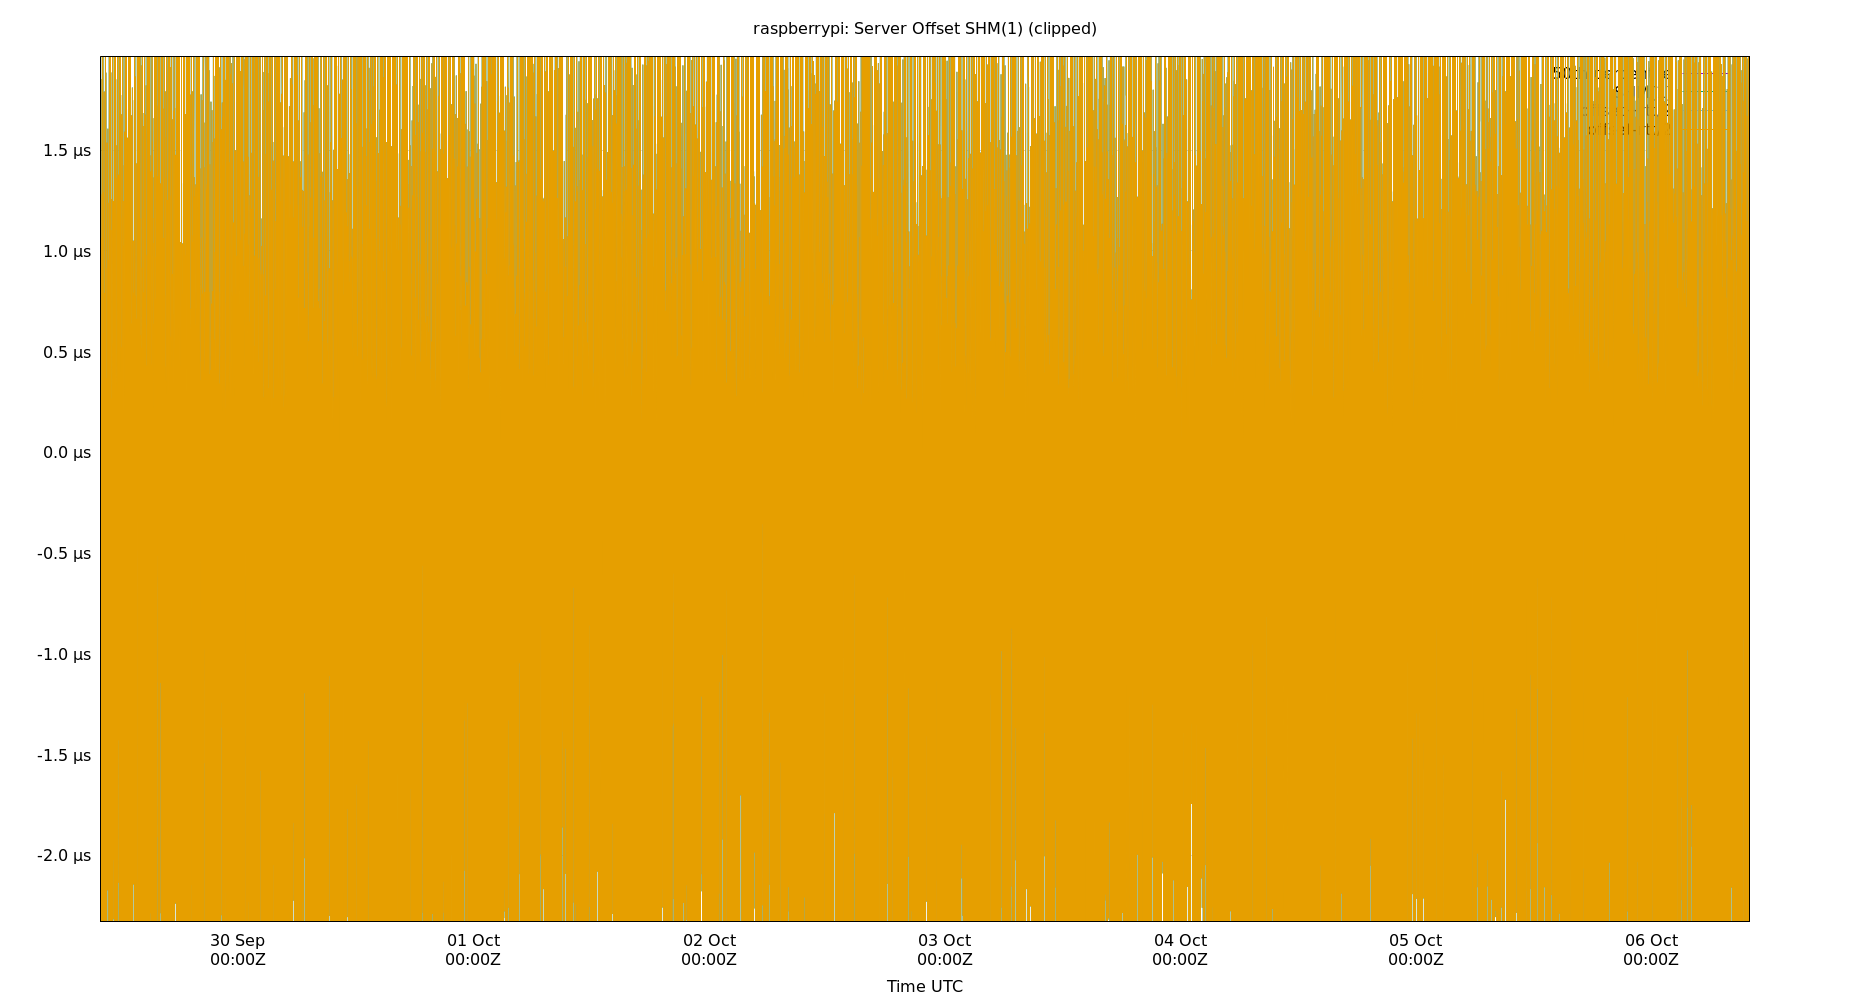 raspberrypi: Server Offset SHM(1) (clipped)
1.5 µs
1.0 µs
0.5 µs
0.0 µs
-0.5 µs
-1.0 µs
-1.5 µs
-2.0 µs
30 Sep
00:00Z
01 Oct
00:00Z
02 Oct
00:00Z
03 Oct
00:00Z
04 Oct
00:00Z
05 Oct
00:00Z
06 Oct
00:00Z
Time UTC